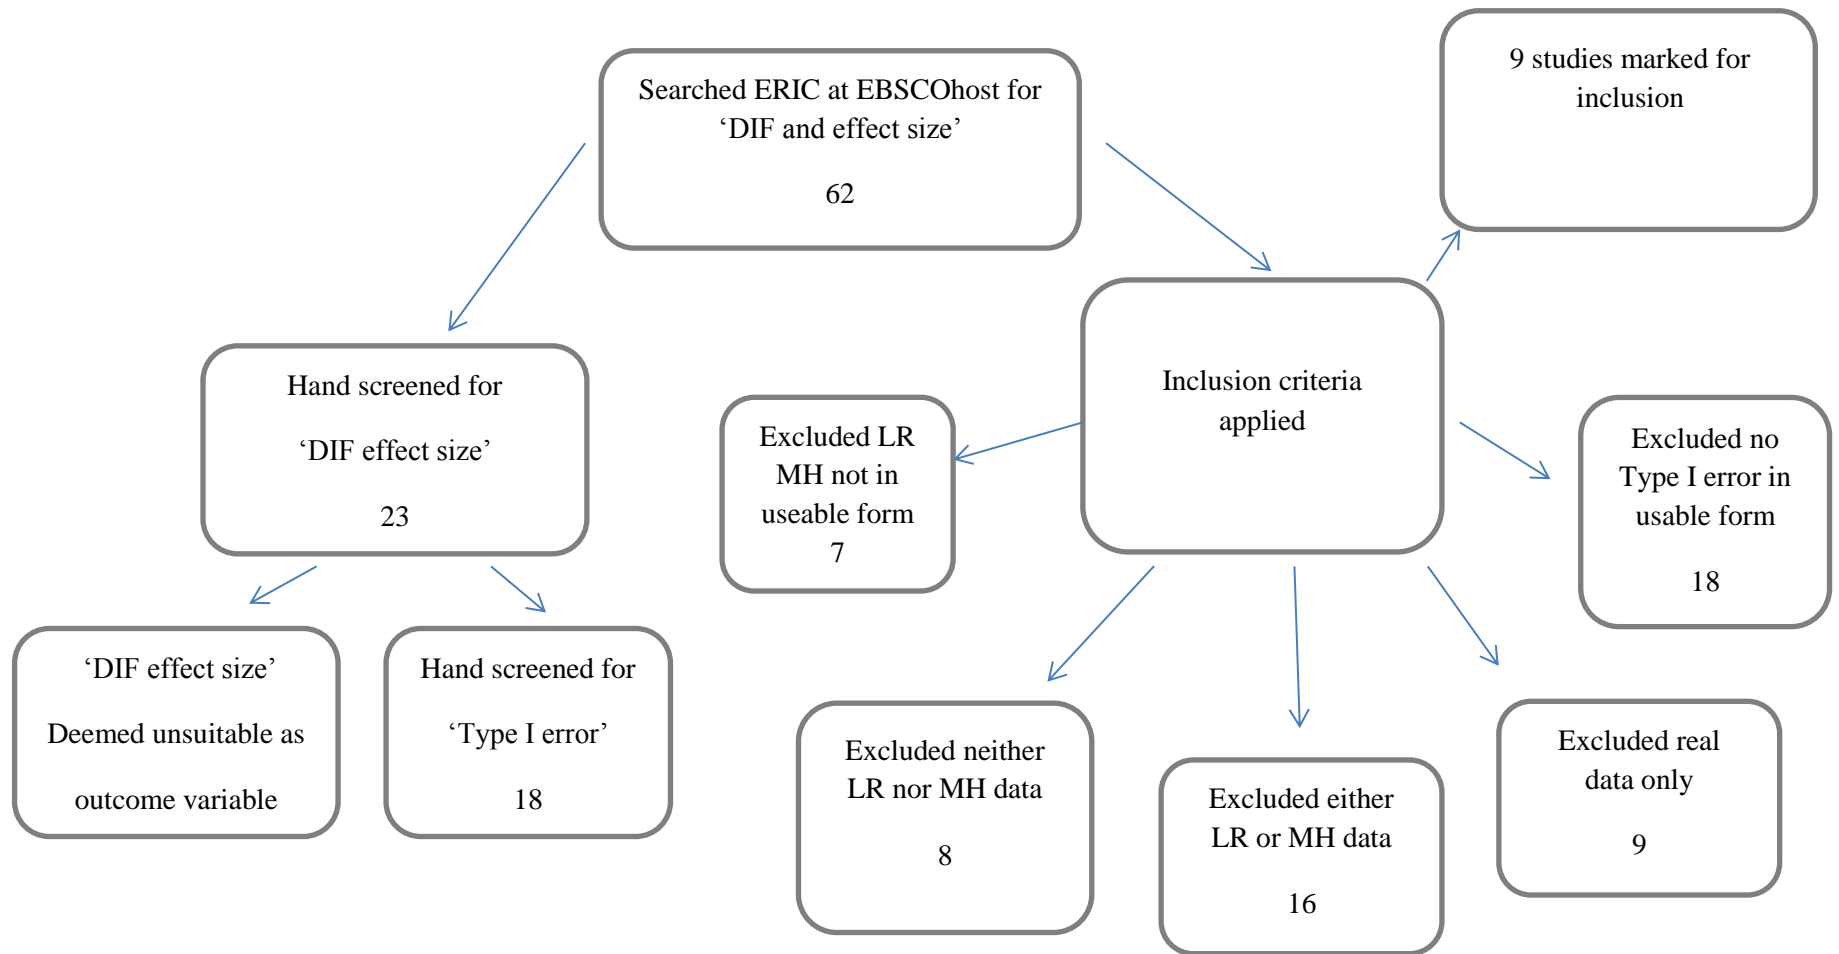 Searched ERIC at EBSCOhost for
‘DIF and effect size’
62
9 studies marked for
inclusion
Hand screened for
‘DIF effect size’
23
Inclusion criteria
applied
Excluded LR
MH not in
useable form
7
Excluded no
Type I error in
usable form
18
‘DIF effect size’
Deemed unsuitable as
outcome variable
Hand screened for
‘Type I error’
18
Excluded neither
LR nor MH data
8
Excluded either
LR or MH data
16
Excluded real
data only
9